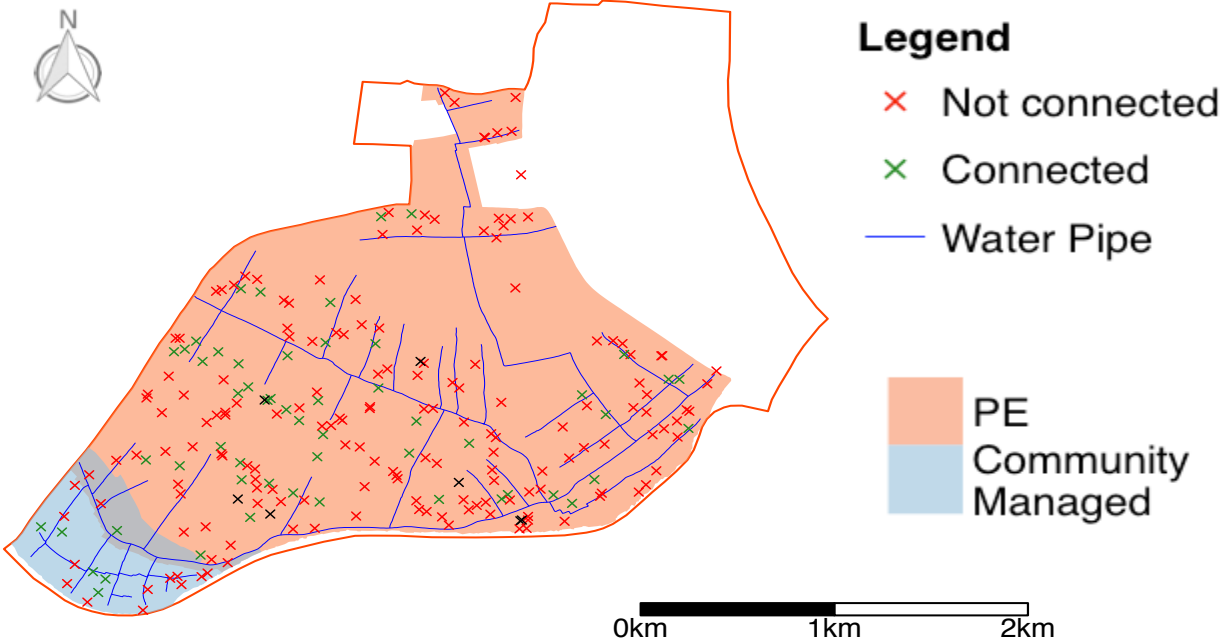 N
Legend
Not connected
Connected
Water Pipe
PE
Community
Managed
0km 1km 2km